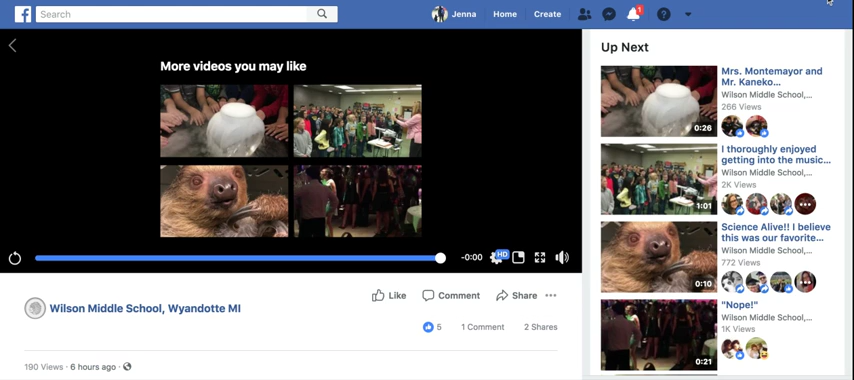 Search
Jenna
Home
Create
1
More videos you may like
-0:00
HD
Like
Comment
Share
Wilson Middle School, Wyandotte MI
5
1 Comment
2 Shares
190 Views · 6 hours ago ·
Up Next
0:26
Mrs. Montemayor and
Mr. Kaneko...
Wilson Middle School,...
266 Views
1:01
I thoroughly enjoyed
getting into the music...
Wilson Middle School,...
2K Views
0:10
Science Alive!! I believe
this was our favorite...
Wilson Middle School,...
772 Views
0:21
"Nope!"
Wilson Middle School,...
1K Views